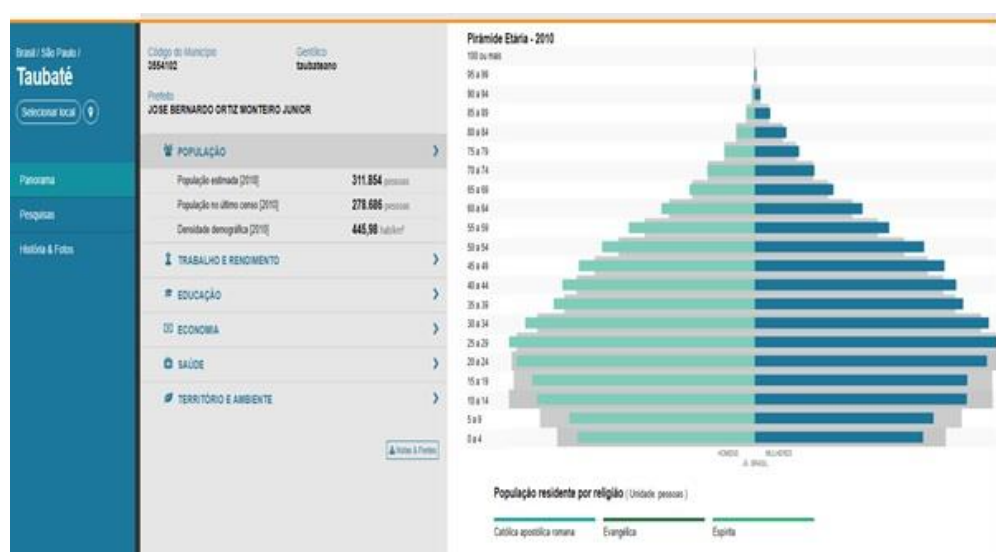 Brasil / São Paulo /
Taubaté
Selecionar local
Panorama
Pesquisas
História & Fotos
Código do Município
3554102
Gentílico
taubateano
Prefeito
JOSE BERNARDO ORTIZ MONTEIRO JUNIOR
POPULAÇÃO
População estimada [2018] 311.854 pessoas
População no último censo [2010] 278.686 pessoas
Densidade demográfica [2010] 445,98 hab/km²
TRABALHO E RENDIMENTO
EDUCAÇÃO
ECONOMIA
SAÚDE
TERRITÓRIO E AMBIENTE
Notas & Fontes
Pirâmide Etária - 2010
100 ou mais
95 a 99
90 a 94
85 a 89
80 a 84
75 a 79
70 a 74
65 a 69
60 a 64
55 a 59
50 a 54
45 a 49
40 a 44
35 a 39
30 a 34
25 a 29
20 a 24
15 a 19
10 a 14
5 a 9
0 a 4
HOMENS MULHERES
BRASIL
População residente por religião ( Unidade: pessoas )
Católica apostólica romana Evangélica Espírita